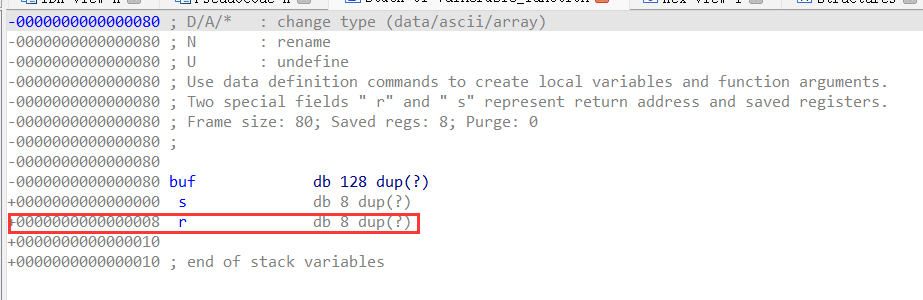 -0000000000000080 ; D/A/* : change type (data/ascii/array)
-0000000000000080 ; N : rename
-0000000000000080 ; U : undefine
-0000000000000080 ; Use data definition commands to create local variables and function arguments.
-0000000000000080 ; Two special fields " r" and " s" represent return address and saved registers.
-0000000000000080 ; Frame size: 80; Saved regs: 8; Purge: 0
-0000000000000080 ;
-0000000000000080
-0000000000000080 buf db 128 dup(?)
+0000000000000000 s db 8 dup(?)
+0000000000000008 r db 8 dup(?)
+0000000000000010
+0000000000000010 ; end of stack variables